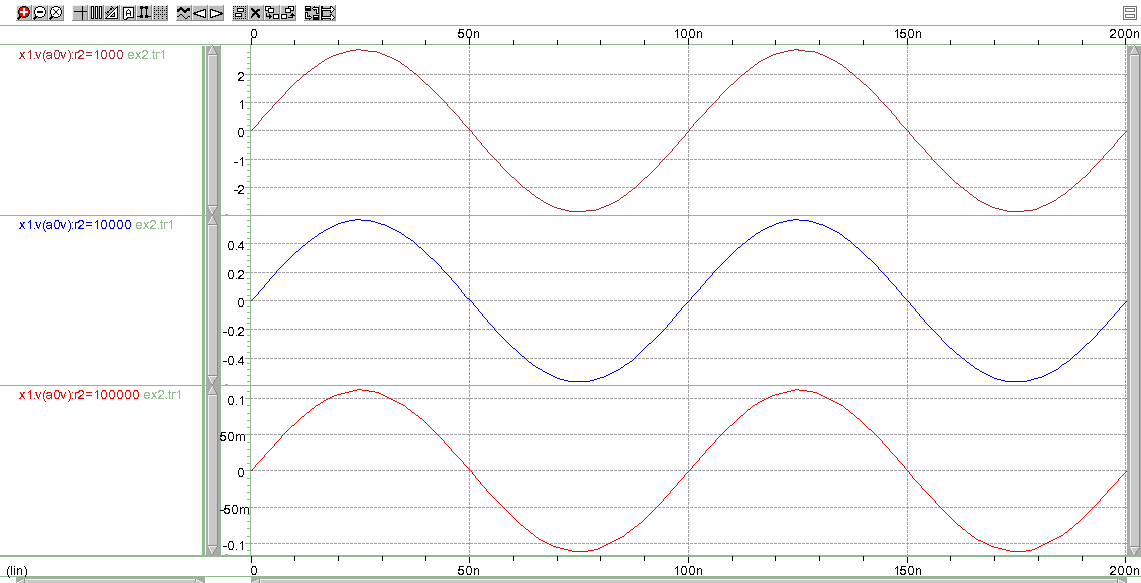 A
0 50n 100n 150n 200n
x1.v(a0v):r2=1000 ex2.tr1
2
1
0
-1
-2
x1.v(a0v):r2=10000 ex2.tr1
0.4
0.2
0
-0.2
-0.4
x1.v(a0v):r2=100000 ex2.tr1
0.1
50m
0
-50m
-0.1
(lin)
0 50n 100n 150n 200n